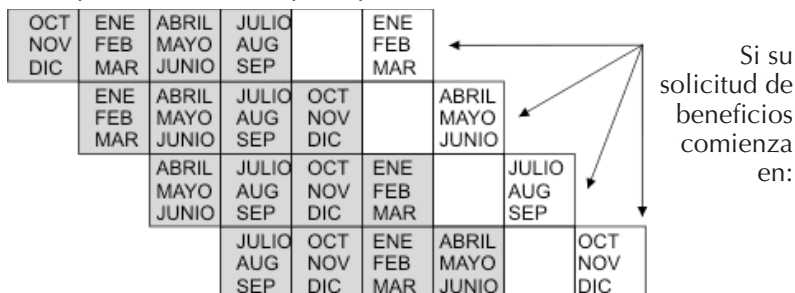 OCT ENE ABRIL JULIO ENE
NOV FEB MAYO AUG FEB
DIC MAR JUNIO SEP MAR
ENE ABRIL JULIO OCT ABRIL
FEB MAYO AUG NOV MAYO
MAR JUNIO SEP DIC JUNIO
ABRIL JULIO OCT ENE JULIO
MAYO AUG NOV FEB AUG
JUNIO SEP DIC MAR SEP
JULIO OCT ENE ABRIL OCT
AUG NOV FEB MAYO NOV
SEP DIC MAR JUNIO DIC
Si su
solicitud de
beneficios
comienza
en: